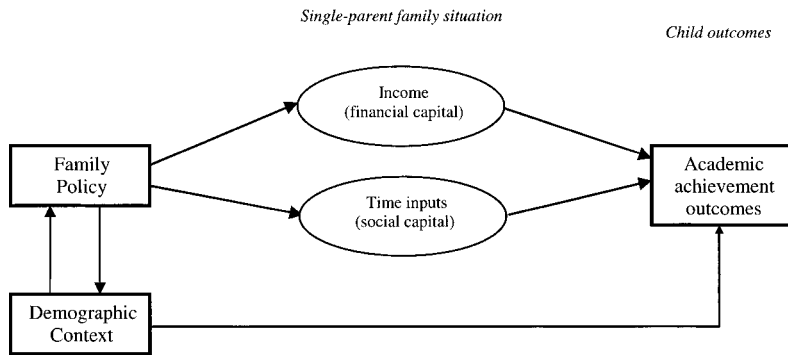 Single-parent family situation
Child outcomes
Income
(financial capital)
Family
Policy
Academic
achievement
outcomes
Time inputs
(social capital)
Demographic
Context